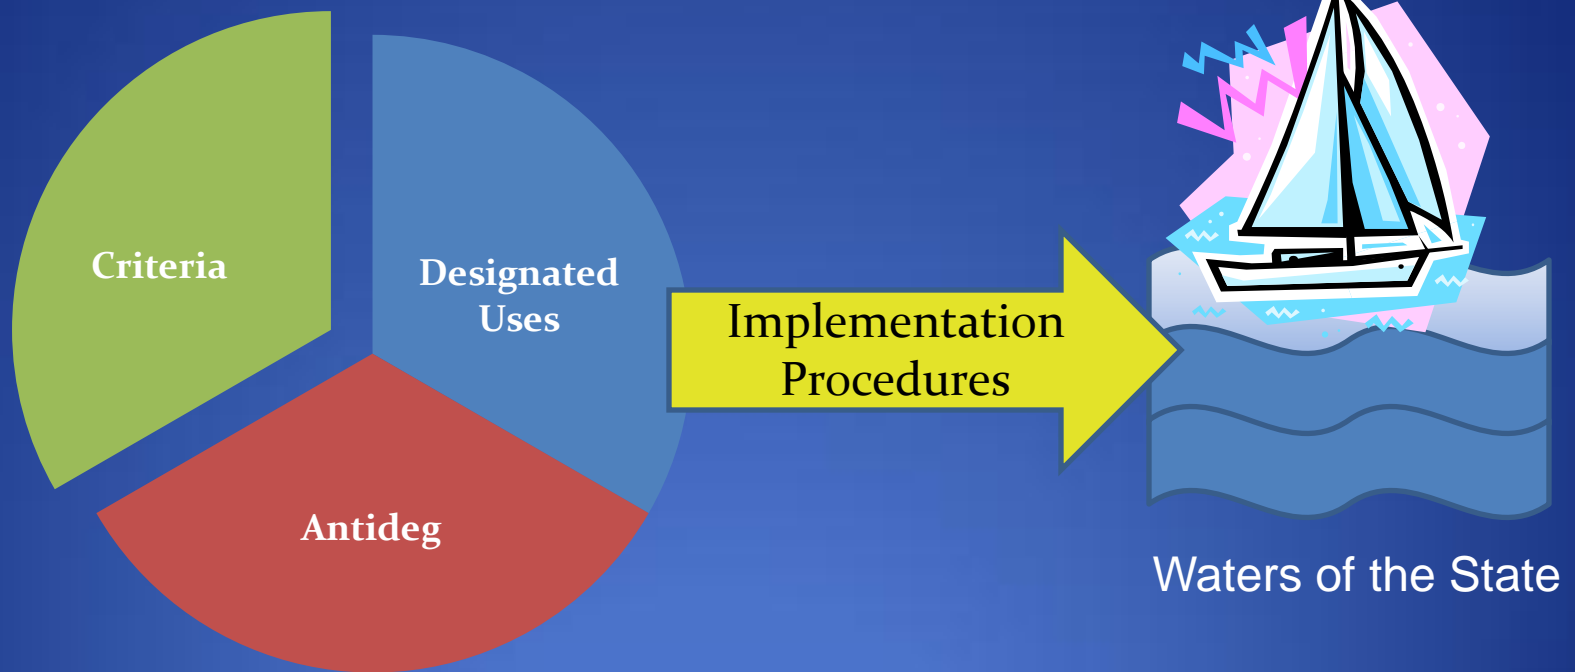 Criteria
Designated
Uses
Antideg
Implementation
Procedures
Waters of the State